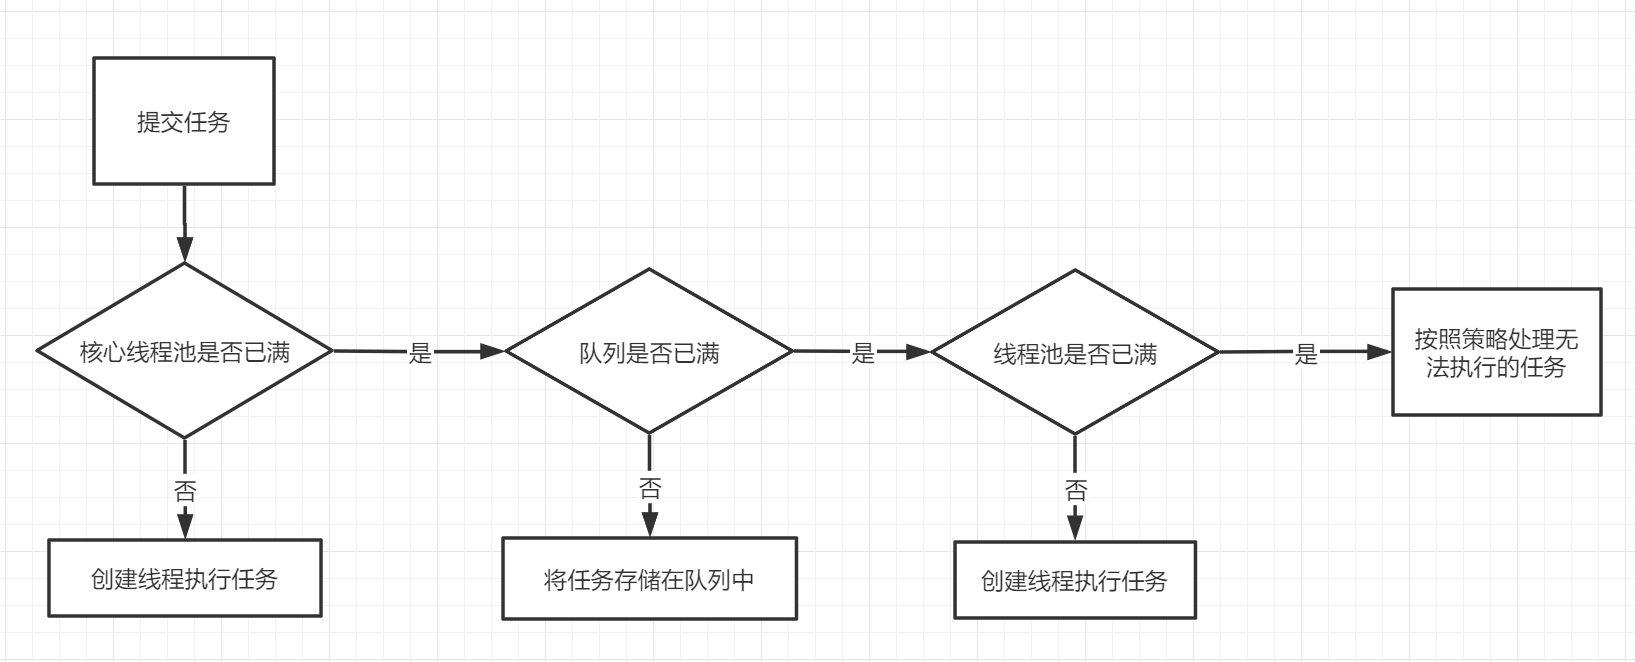 提交任务
核心线程池是否已满
是
队列是否已满
是
线程池是否已满
是
按照策略处理无
法执行的任务
否
否
否
创建线程执行任务
将任务存储在队列中
创建线程执行任务